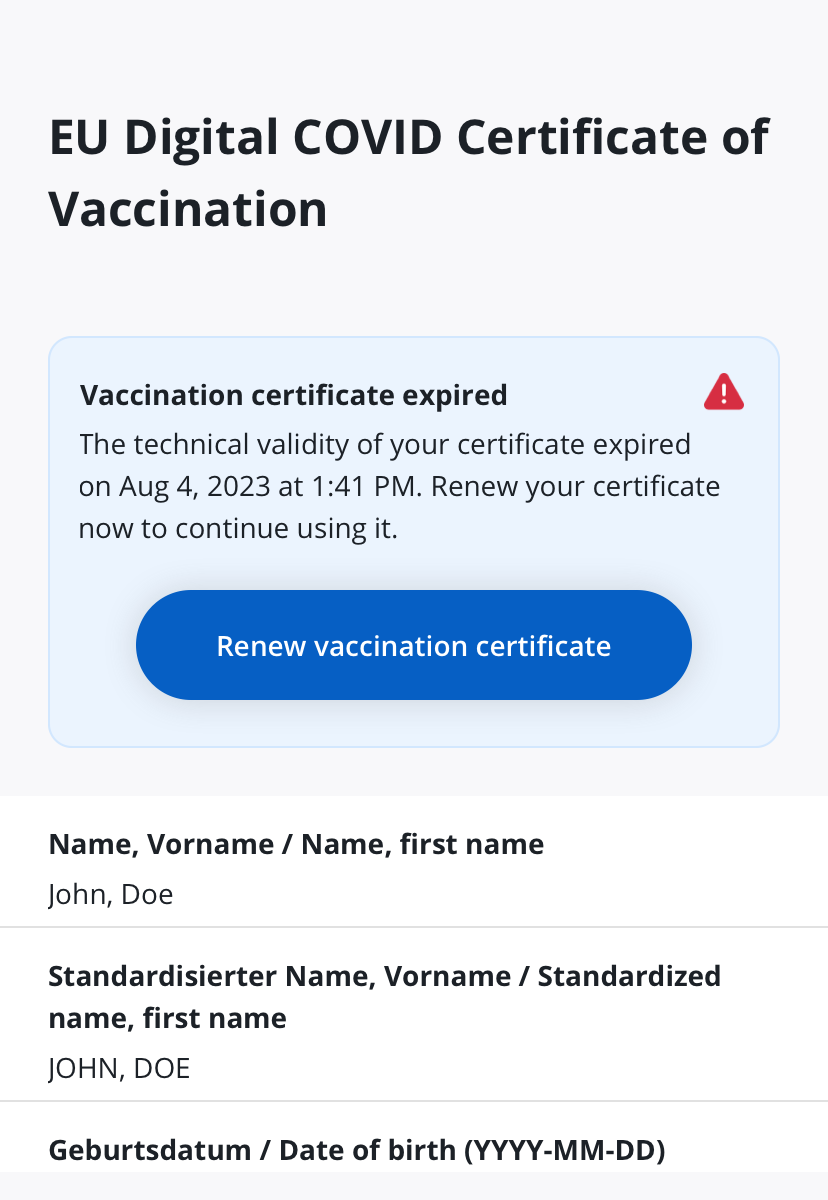 EU Digital COVID Certificate of
Vaccination
Vaccination certificate expired
The technical validity of your certificate expired
on Aug 4, 2023 at 1:41 PM. Renew your certificate
now to continue using it.
Renew vaccination certificate
Name, Vorname / Name, first name
John, Doe
Standardisierter Name, Vorname / Standardized
name, first name
JOHN, DOE
Geburtsdatum / Date of birth (YYYY-MM-DD)